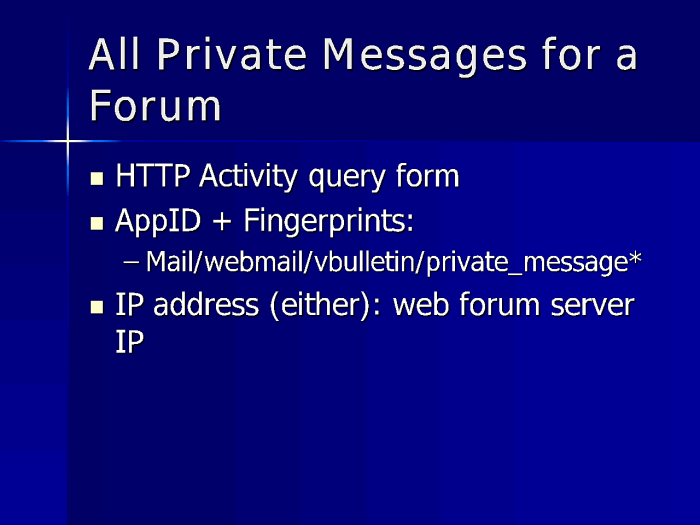 All Private Messages for a
Forum
■ HTTP Activity query form
■ AppID + Fingerprints:
– Mail/webmail/vbulletin/private_message*
■ IP address (either): web forum server
IP